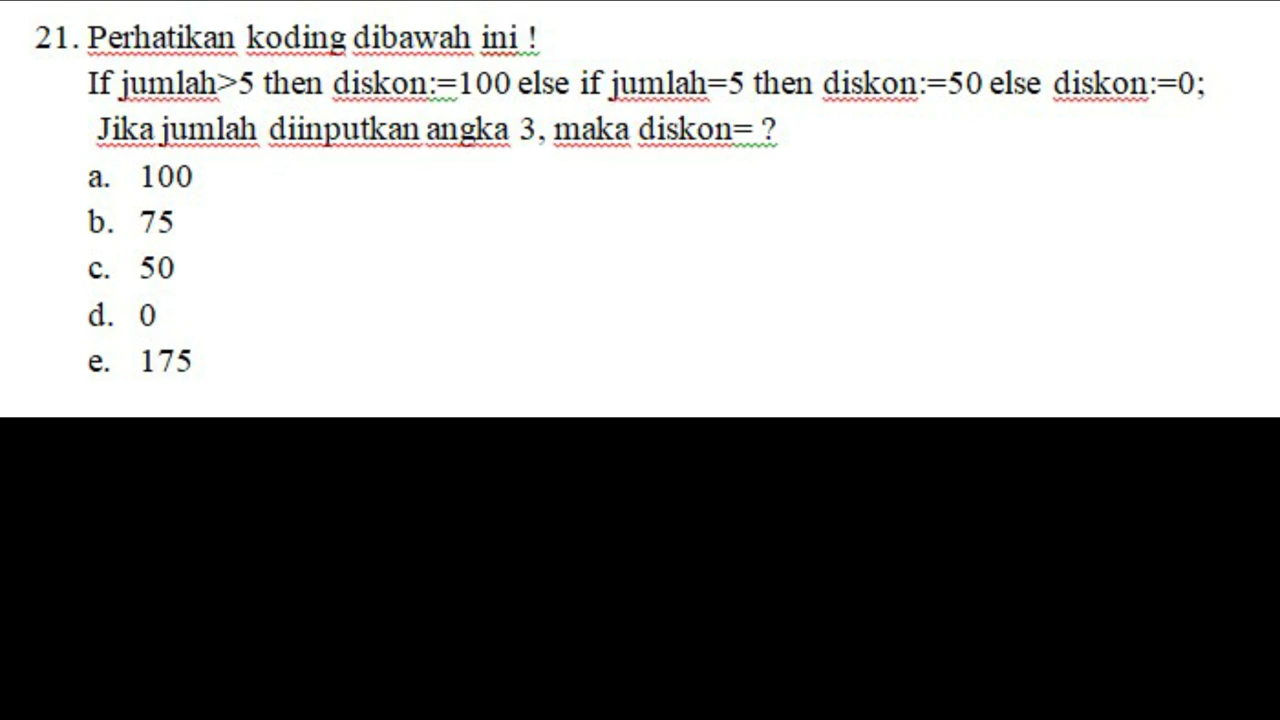 21. Perhatikan koding dibawah ini !
If jumlah>5 then diskon:=100 else if jumlah=5 then diskon:=50 else diskon:=0;
Jika jumlah diinputkan angka 3, maka diskon= ?
a. 100
b. 75
c. 50
d. 0
e. 175